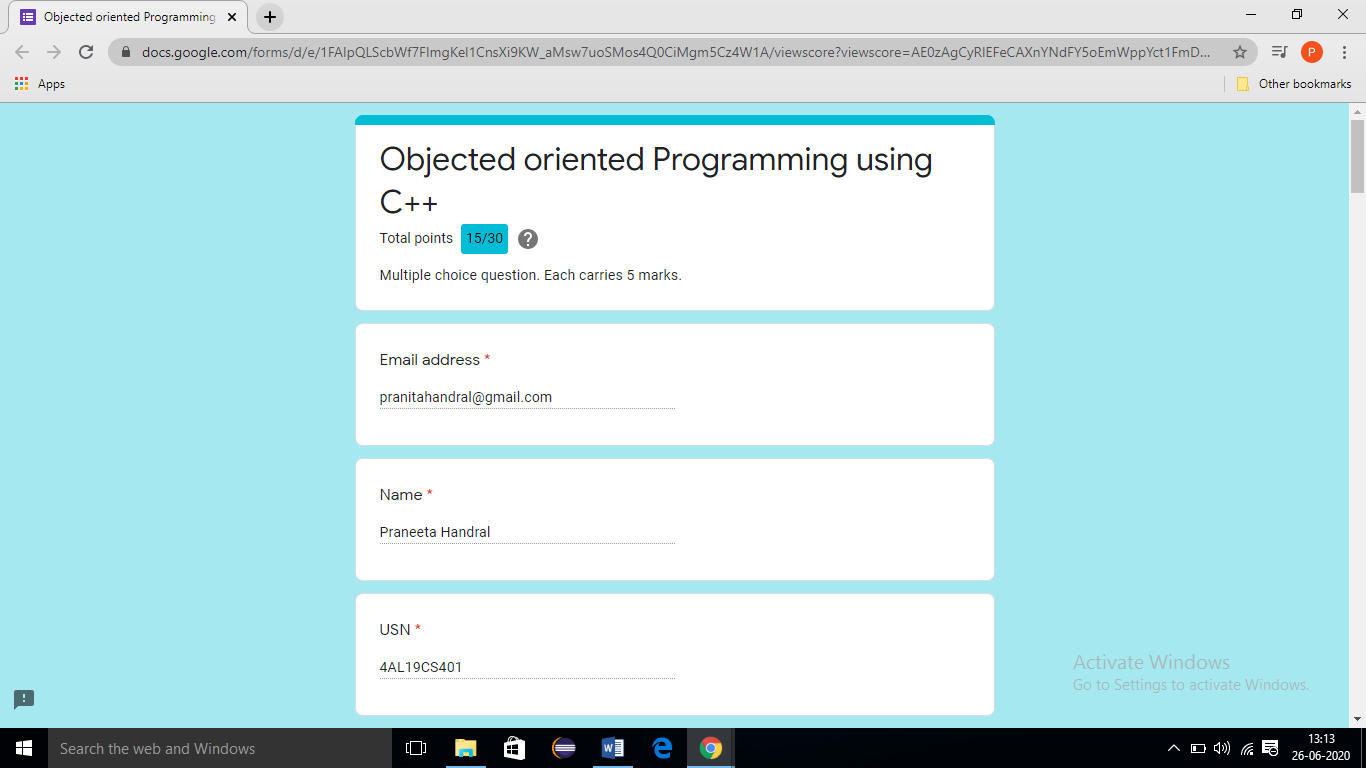 Objected oriented Programming
docs.google.com/forms/d/e/1FAIpQLScbWf7FImgKel1CnsXi9KW_aMsw7uoSMos4Q0CiMgm5Cz4W1A/viewscore?viewscore=AE0zAgCyRIEFeCAXnYNdFY5oEmWppYct1FmD...
P
Apps
Other bookmarks
Objected oriented Programming using
C++
Total points 15/30 ?
Multiple choice question. Each carries 5 marks.
Email address *
pranitahandral@gmail.com
Name *
Praneeta Handral
USN *
4AL19CS401
Activate Windows
Go to Settings to activate Windows.
Search the web and Windows
13:13
26-06-2020